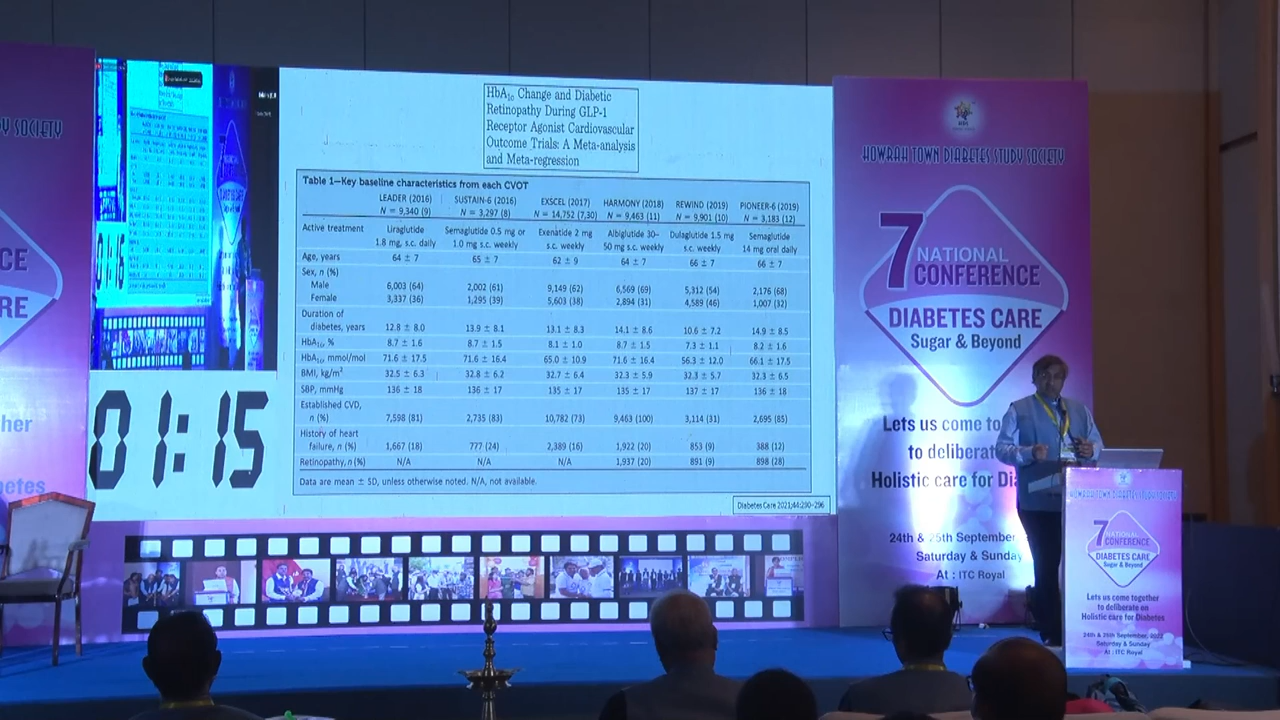 Y SOCIETY
CE
RE
her
betes
01:15
01:15
HbA1c Change and Diabetic
Retinopathy During GLP-1
Receptor Agonist Cardiovascular
Outcome Trials: A Meta-analysis
and Meta-regression
Table 1—Key baseline characteristics from each CVOT
LEADER (2016) SUSTAIN-6 (2016) EXSCEL (2017) HARMONY (2018) REWIND (2019) PIONEER-6 (2019)
N = 9,340 (9) N = 3,297 (8) N = 14,752 (7,30) N = 9,463 (11) N = 9,901 (10) N = 3,183 (12)
Active treatment Liraglutide Semaglutide 0.5 mg or Exenatide 2 mg Albiglutide 30– Dulaglutide 1.5 mg Semaglutide
1.8 mg, s.c. daily 1.0 mg s.c. weekly s.c. weekly 50 mg s.c. weekly s.c. weekly 14 mg oral daily
Age, years 64 ± 7 65 ± 7 62 ± 9 64 ± 7 66 ± 7 66 ± 7
Sex, n (%)
Male 6,003 (64) 2,002 (61) 9,149 (62) 6,569 (69) 5,312 (54) 2,176 (68)
Female 3,337 (36) 1,295 (39) 5,603 (38) 2,894 (31) 4,589 (46) 1,007 (32)
Duration of
diabetes, years 12.8 ± 8.0 13.9 ± 8.1 13.1 ± 8.3 14.1 ± 8.6 10.6 ± 7.2 14.9 ± 8.5
HbA1c, % 8.7 ± 1.6 8.7 ± 1.5 8.1 ± 1.0 8.7 ± 1.5 7.3 ± 1.1 8.2 ± 1.6
HbA1c, mmol/mol 71.6 ± 17.5 71.6 ± 16.4 65.0 ± 10.9 71.6 ± 16.4 56.3 ± 12.0 66.1 ± 17.5
BMI, kg/m² 32.5 ± 6.3 32.8 ± 6.2 32.7 ± 6.4 32.3 ± 5.9 32.3 ± 5.7 32.3 ± 6.5
SBP, mmHg 136 ± 18 136 ± 17 135 ± 17 135 ± 17 137 ± 17 136 ± 18
Established CVD,
n (%) 7,598 (81) 2,735 (83) 10,782 (73) 9,463 (100) 3,114 (31) 2,695 (85)
History of heart
failure, n (%) 1,667 (18) 777 (24) 2,389 (16) 1,922 (20) 853 (9) 388 (12)
Retinopathy, n (%) N/A N/A N/A 1,937 (20) 891 (9) 898 (28)
Data are mean ± SD, unless otherwise noted. N/A, not available.
Diabetes Care 2021;44:290–296
HOWRAH TOWN DIABETES STUDY SOCIETY
7 NATIONAL
CONFERENCE
DIABETES CARE
Sugar & Beyond
Lets us come to
to deliberat
Holistic care for Dia
24th & 25th September
Saturday & Sunday
At : ITC Royal
HOWRAH TOWN DIABETES STUDY SOCIETY
7 NATIONAL
CONFERENCE
DIABETES CARE
Sugar & Beyond
Lets us come together
to deliberate on
Holistic care for Diabetes
24th & 25th September, 2022
Saturday & Sunday
At : ITC Royal